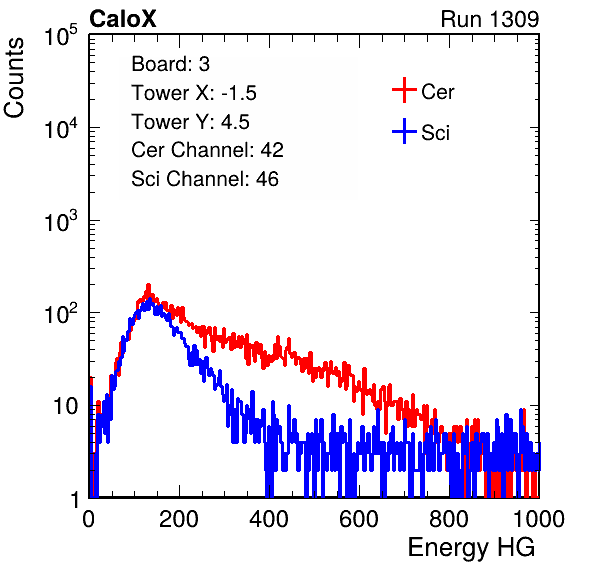 CaloX
Run 1309
Counts
10^5
10^4
10^3
10^2
10
1
Board: 3
Tower X: -1.5
Tower Y: 4.5
Cer Channel: 42
Sci Channel: 46
Cer
Sci
0 200 400 600 800 1000
Energy HG